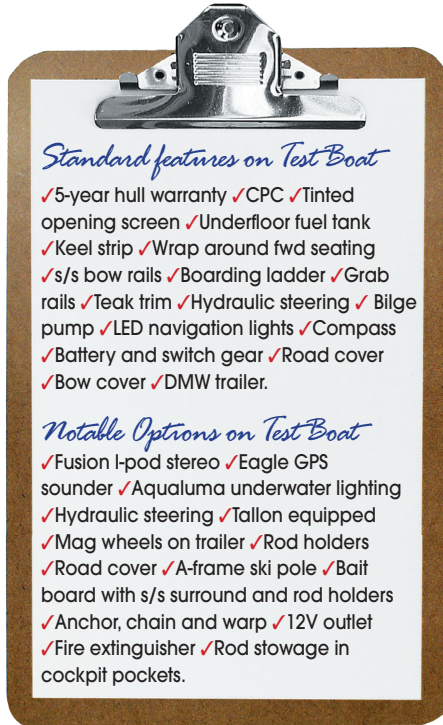 Standard features on Test Boat
✓5-year hull warranty ✓CPC ✓Tinted
opening screen ✓Underfloor fuel tank
✓Keel strip ✓Wrap around fwd seating
✓s/s bow rails ✓Boarding ladder ✓Grab
rails ✓Teak trim ✓Hydraulic steering ✓ Bilge
pump ✓LED navigation lights ✓Compass
✓Battery and switch gear ✓Road cover
✓Bow cover ✓DMW trailer.
Notable Options on Test Boat
✓Fusion I-pod stereo ✓Eagle GPS
sounder ✓Aqualuma underwater lighting
✓Hydraulic steering ✓Tallon equipped
✓Mag wheels on trailer ✓Rod holders
✓Road cover ✓A-frame ski pole ✓Bait
board with s/s surround and rod holders
✓Anchor, chain and warp ✓12V outlet
✓Fire extinguisher ✓Rod stowage in
cockpit pockets.